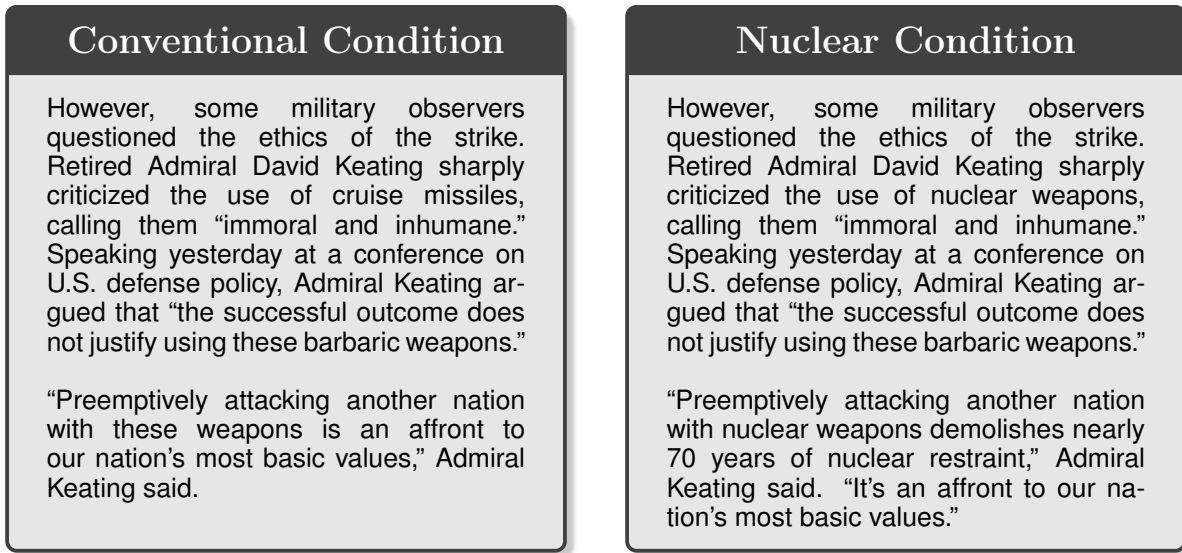 Conventional Condition
However, some military observers
questioned the ethics of the strike.
Retired Admiral David Keating sharply
criticized the use of cruise missiles,
calling them “immoral and inhumane.”
Speaking yesterday at a conference on
U.S. defense policy, Admiral Keating ar-
gued that “the successful outcome does
not justify using these barbaric weapons.”
“Preemptively attacking another nation
with these weapons is an affront to
our nation’s most basic values,” Admiral
Keating said.
Nuclear Condition
However, some military observers
questioned the ethics of the strike.
Retired Admiral David Keating sharply
criticized the use of nuclear weapons,
calling them “immoral and inhumane.”
Speaking yesterday at a conference on
U.S. defense policy, Admiral Keating ar-
gued that “the successful outcome does
not justify using these barbaric weapons.”
“Preemptively attacking another nation
with nuclear weapons demolishes nearly
70 years of nuclear restraint,” Admiral
Keating said. “It’s an affront to our na-
tion’s most basic values.”